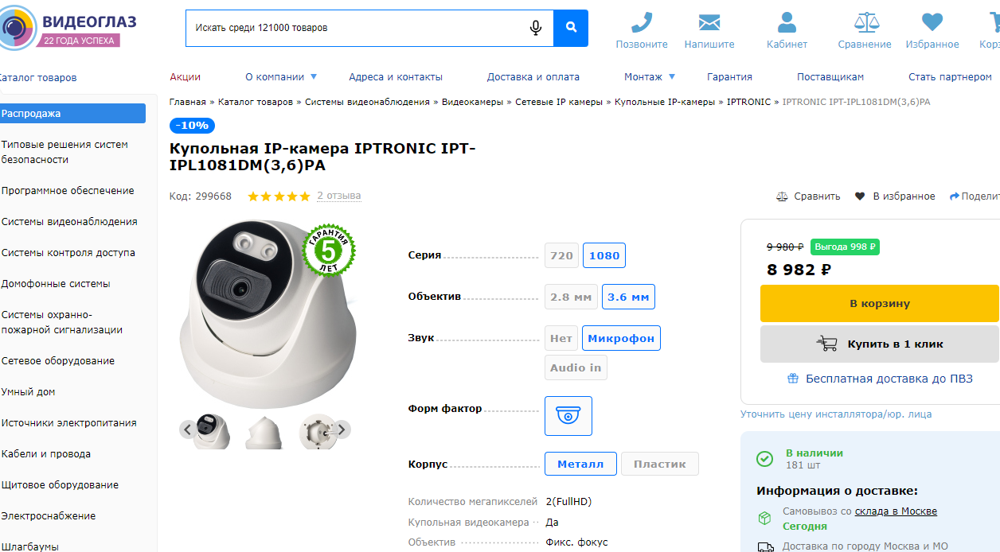 ВИДЕОГЛАЗ
22 ГОДА УСПЕХА
Искать среди 121000 товаров
Позвоните
Напишите
Кабинет
Сравнение
Избранное
Каталог товаров
Акции
О компании
Адреса и контакты
Доставка и оплата
Монтаж
Гарантия
Поставщикам
Стать партнером
Распродажа
Типовые решения систем
безопасности
Программное обеспечение
Системы видеонаблюдения
Системы контроля доступа
Домофонные системы
Системы охранно-
пожарной сигнализации
Сетевое оборудование
Умный дом
Источники электропитания
Кабели и провода
Щитовое оборудование
Электроснабжение
Шлагбаумы
Главная » Каталог товаров » Системы видеонаблюдения » Видеокамеры » Сетевые IP камеры » Купольные IP-камеры » IPTRONIC » IPTRONIC IPT-IPL1081DM(3,6)PA
-10%
Купольная IP-камера IPTRONIC IPT-
IPL1081DM(3,6)PA
Код: 299668
2 отзыва
Сравнить
В избранное
Поделит
ГАРАНТИЯ
5
ЛЕТ
Серия
720
1080
Объектив
2.8 мм
3.6 мм
Звук
Нет
Микрофон
Audio in
Форм фактор
Корпус
Металл
Пластик
Количество мегапикселей 2(FullHD)
Купольная видеокамера Да
Объектив Фикс. фокус
9 980 ₽
Выгода 998 ₽
8 982 ₽
В корзину
Купить в 1 клик
Бесплатная доставка до ПВЗ
Уточнить цену инсталлятора/юр. лица
В наличии
181 шт
Информация о доставке:
Самовывоз со склада в Москве
Сегодня
Доставка по городу Москва и МО